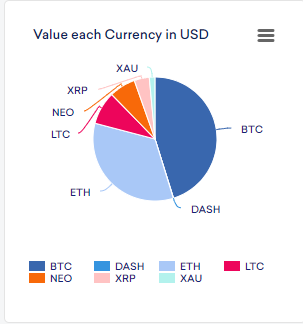 Value each Currency in USD
XAU
XRP
NEO
LTC
BTC
ETH
DASH
BTC DASH ETH LTC
NEO XRP XAU